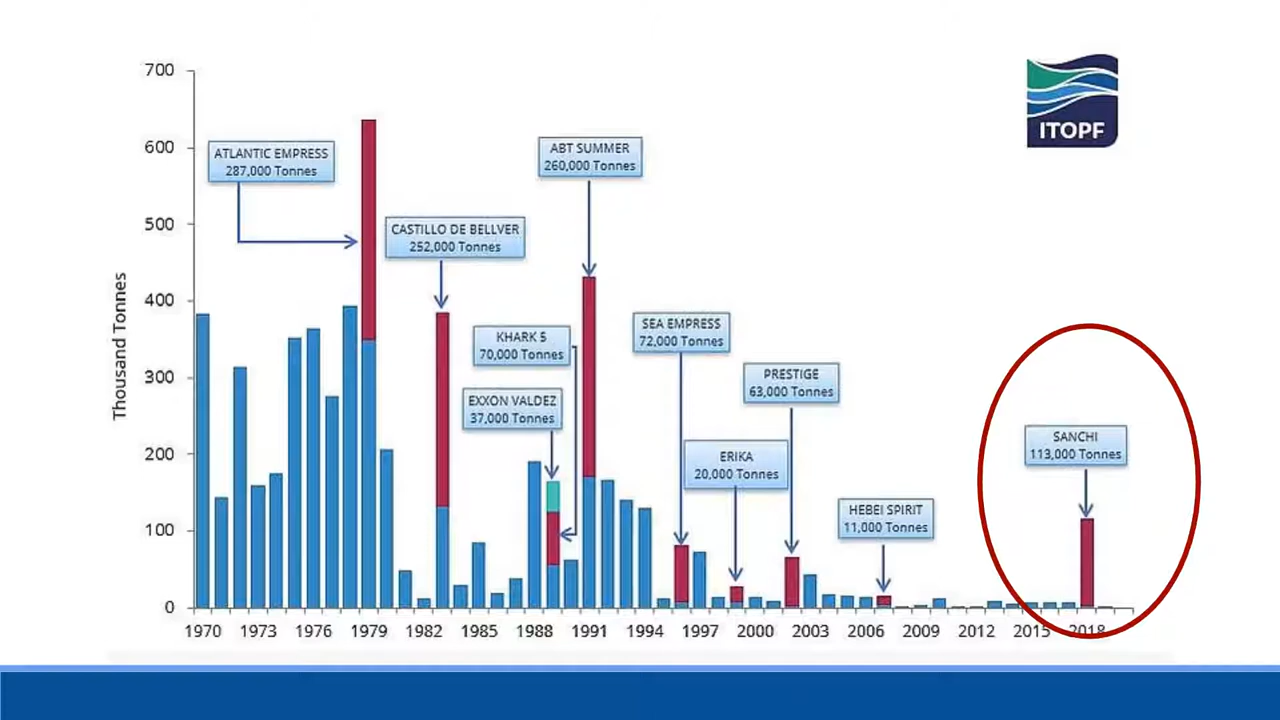 ITOPF
Thousand Tonnes
700
600
500
400
300
200
100
0
ATLANTIC EMPRESS
287,000 Tonnes
CASTILLO DE BELLVER
252,000 Tonnes
KHARK 5
70,000 Tonnes
EXXON VALDEZ
37,000 Tonnes
ABT SUMMER
260,000 Tonnes
SEA EMPRESS
72,000 Tonnes
ERIKA
20,000 Tonnes
PRESTIGE
63,000 Tonnes
HEBEI SPIRIT
11,000 Tonnes
SANCHI
113,000 Tonnes
1970 1973 1976 1979 1982 1985 1988 1991 1994 1997 2000 2003 2006 2009 2012 2015 2018